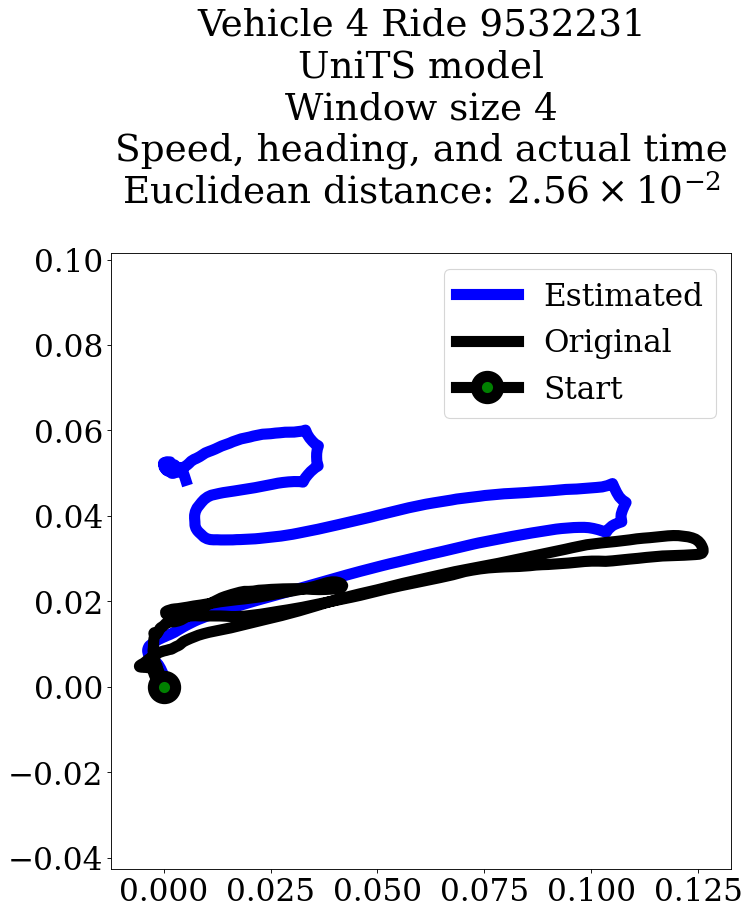 Vehicle 4 Ride 9532231
UniTS model
Window size 4
Speed, heading, and actual time
Euclidean distance: 2.56 × 10⁻²
Estimated
Original
Start
0.10
0.08
0.06
0.04
0.02
0.00
−0.02
−0.04
0.000 0.025 0.050 0.075 0.100 0.125